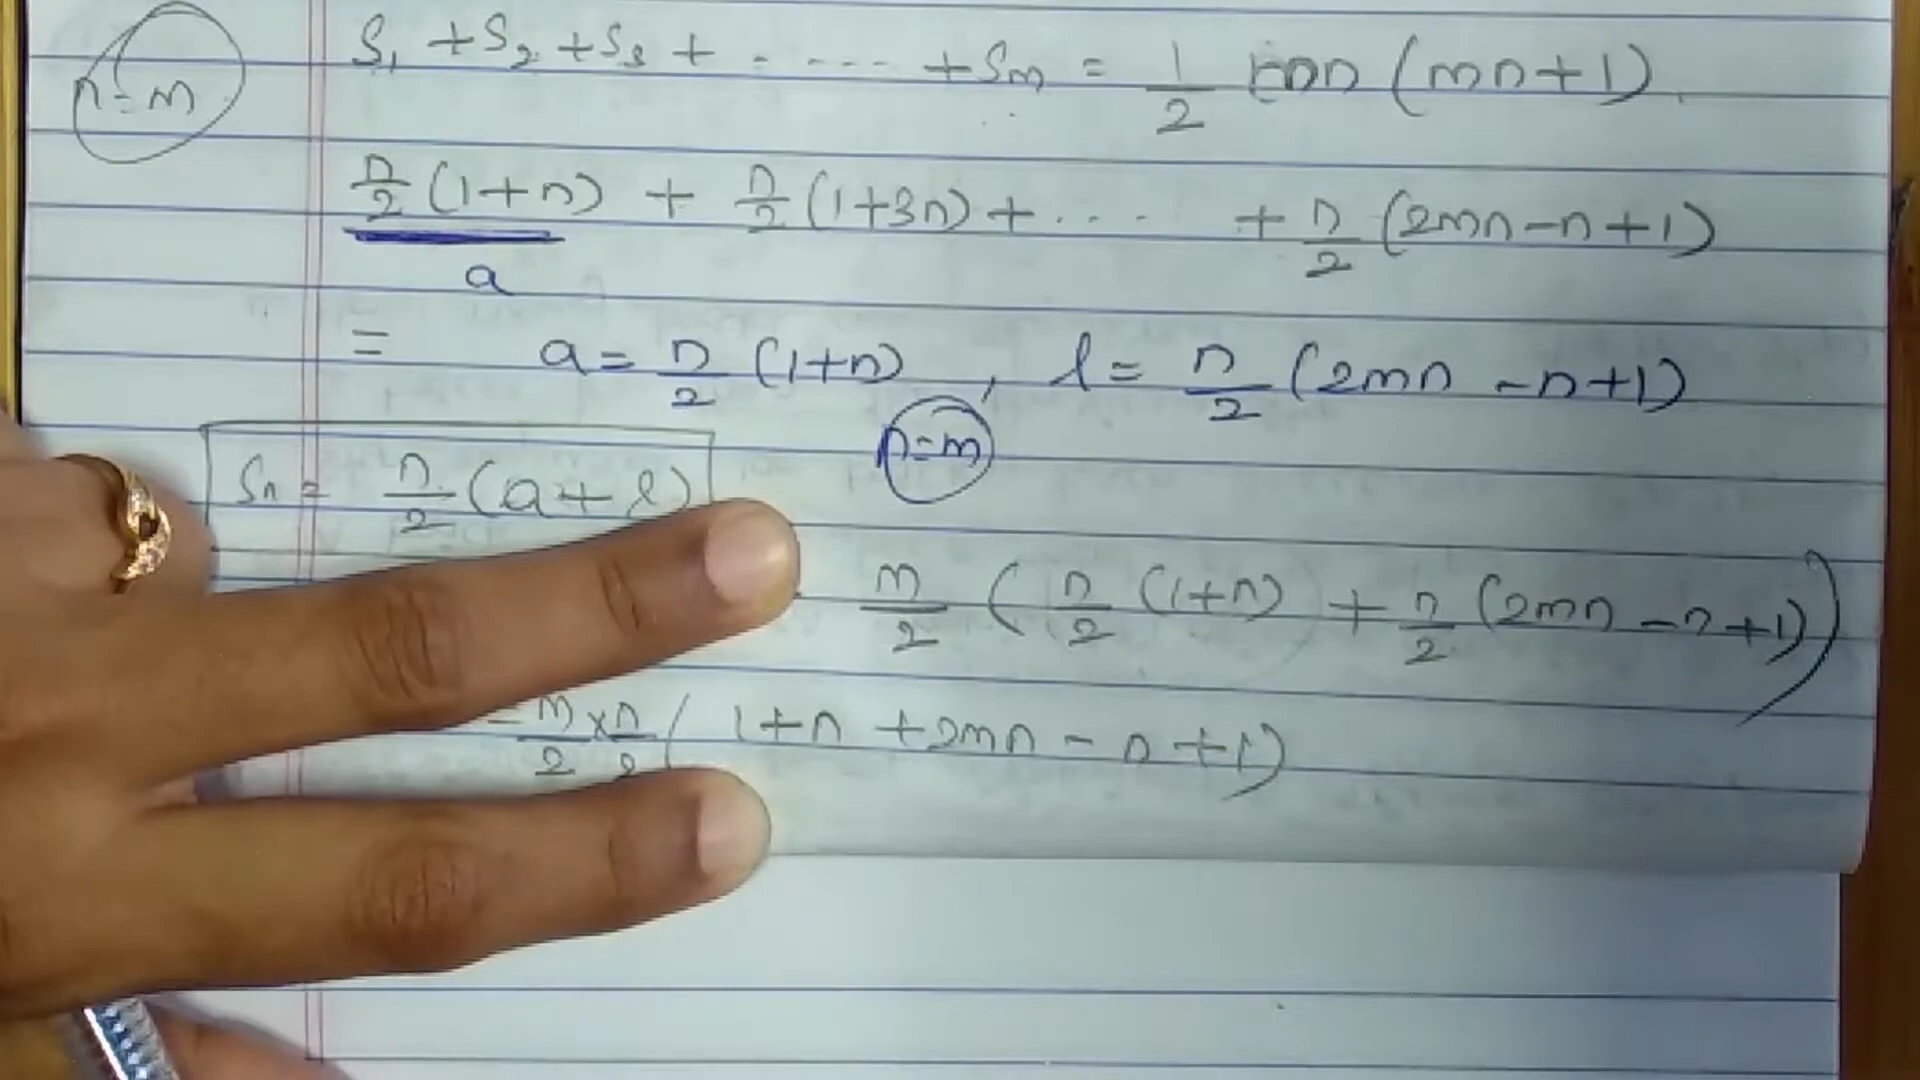 S₁ + S₂ + S₃ + - ---- + Sm = 1/2 mn (mn+1)
n=m
n/2 (1+n) + n/2 (1+3n) + . . . . + n/2 (2mn-n+1)
a
= a = n/2 (1+n) , l = n/2 (2mn - n+1)
n=m
Sn = n/2 (a + l)
m/2 ( n/2 (1+n) + n/2 (2mn - n +1) )
= m/2 x n/2 ( 1+n + 2mn - n +1)